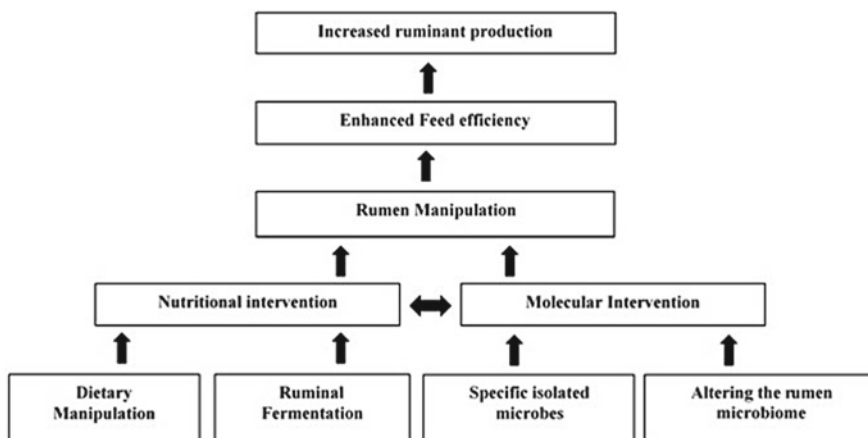 Increased ruminant production
Enhanced Feed efficiency
Rumen Manipulation
Nutritional intervention
Molecular Intervention
Dietary
Manipulation
Ruminal
Fermentation
Specific isolated
microbes
Altering the rumen
microbiome